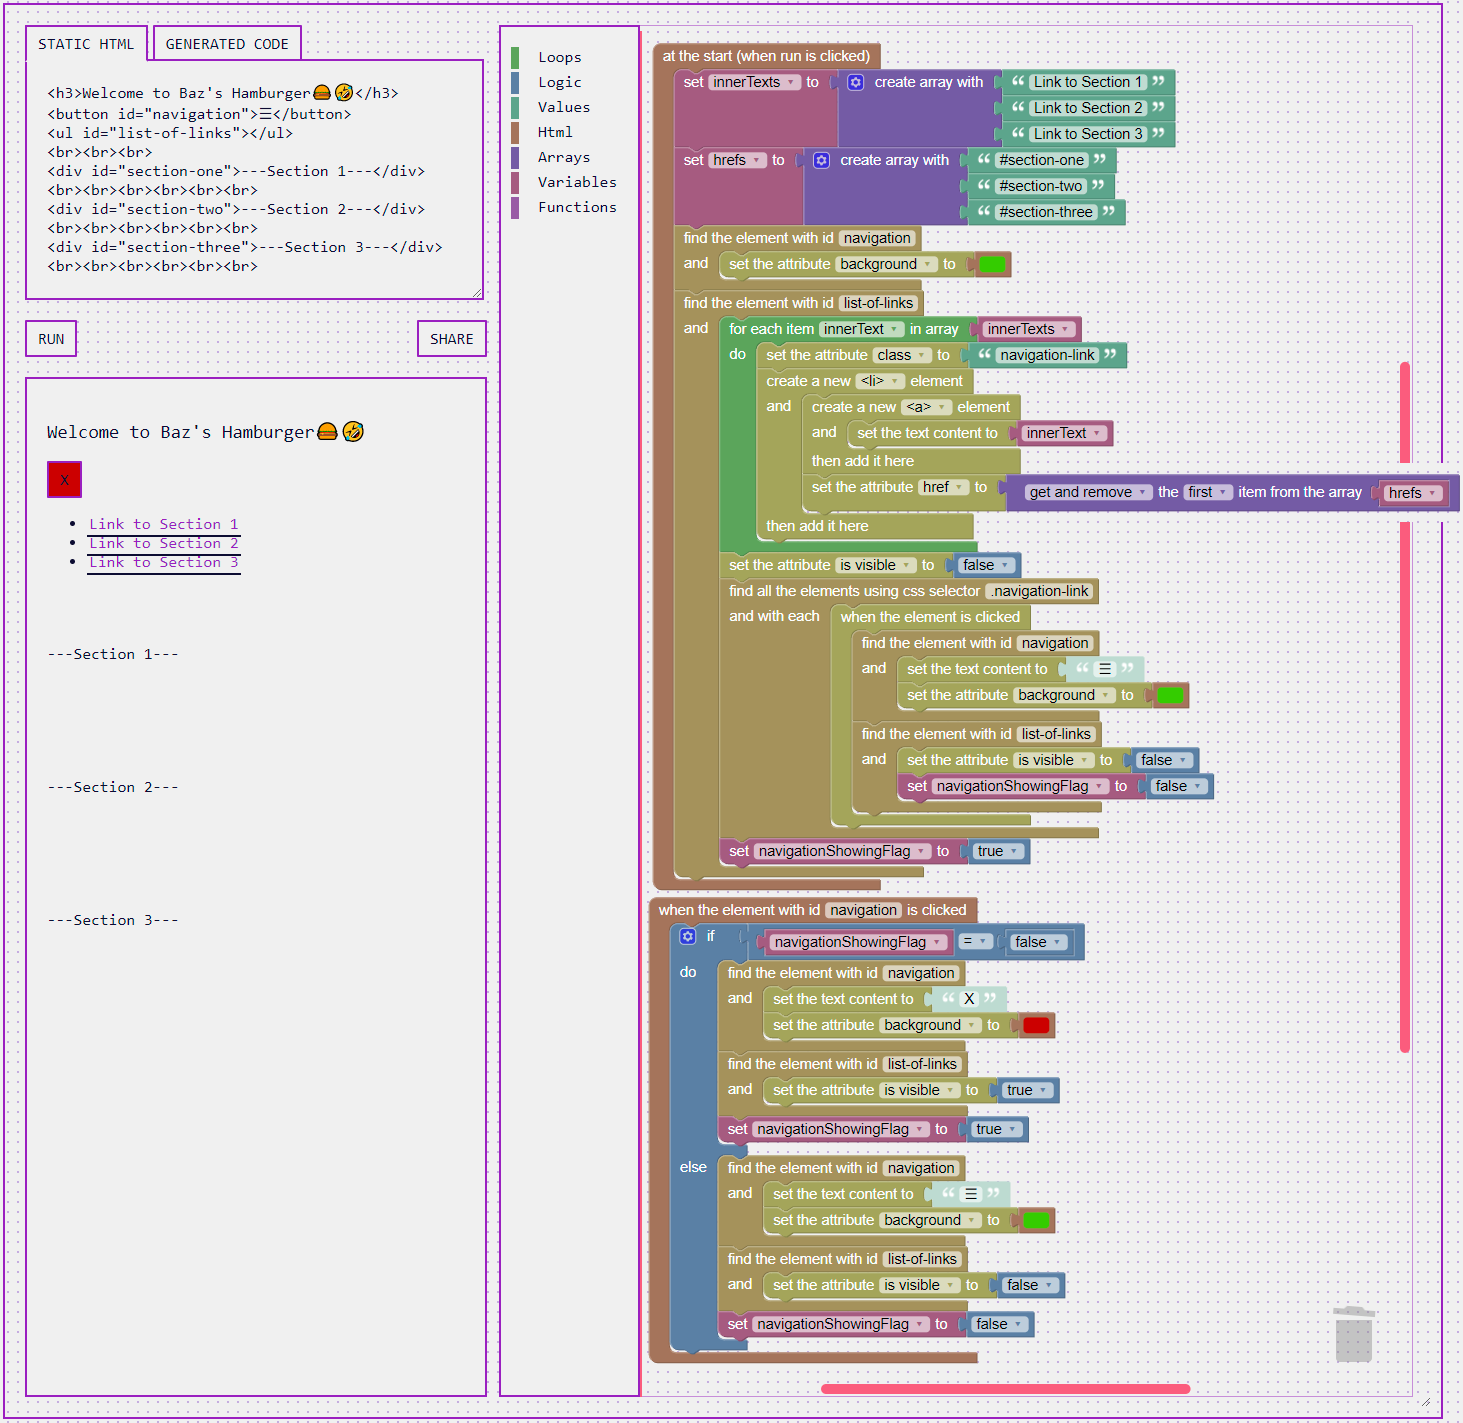 STATIC HTML
GENERATED CODE
<h3>Welcome to Baz's Hamburger🍔🤣</h3>
<button id="navigation">☰</button>
<ul id="list-of-links"></ul>
<br><br><br>
<div id="section-one">---Section 1---</div>
<br><br><br><br><br><br>
<div id="section-two">---Section 2---</div>
<br><br><br><br><br><br>
<div id="section-three">---Section 3---</div>
<br><br><br><br><br><br>
RUN
SHARE
Welcome to Baz's Hamburger🍔🤣
X
Link to Section 1
Link to Section 2
Link to Section 3
---Section 1---
---Section 2---
---Section 3---
Loops
Logic
Values
Html
Arrays
Variables
Functions
at the start (when run is clicked)
set innerTexts to create array with “ Link to Section 1 ”
“ Link to Section 2 ”
“ Link to Section 3 ”
set hrefs to create array with “ #section-one ”
“ #section-two ”
“ #section-three ”
find the element with id navigation
and set the attribute background to
find the element with id list-of-links
and for each item innerText in array innerTexts
do set the attribute class to “ navigation-link ”
create a new <li> element
and create a new <a> element
and set the text content to innerText
then add it here
set the attribute href to get and remove the first item from the array hrefs
then add it here
set the attribute is visible to false
find all the elements using css selector .navigation-link
and with each when the element is clicked
find the element with id navigation
and set the text content to “ ☰ ”
set the attribute background to
find the element with id list-of-links
and set the attribute is visible to false
set navigationShowingFlag to false
set navigationShowingFlag to true
when the element with id navigation is clicked
if navigationShowingFlag = false
do find the element with id navigation
and set the text content to “ X ”
set the attribute background to
find the element with id list-of-links
and set the attribute is visible to true
set navigationShowingFlag to true
else find the element with id navigation
and set the text content to “ ☰ ”
set the attribute background to
find the element with id list-of-links
and set the attribute is visible to false
set navigationShowingFlag to false